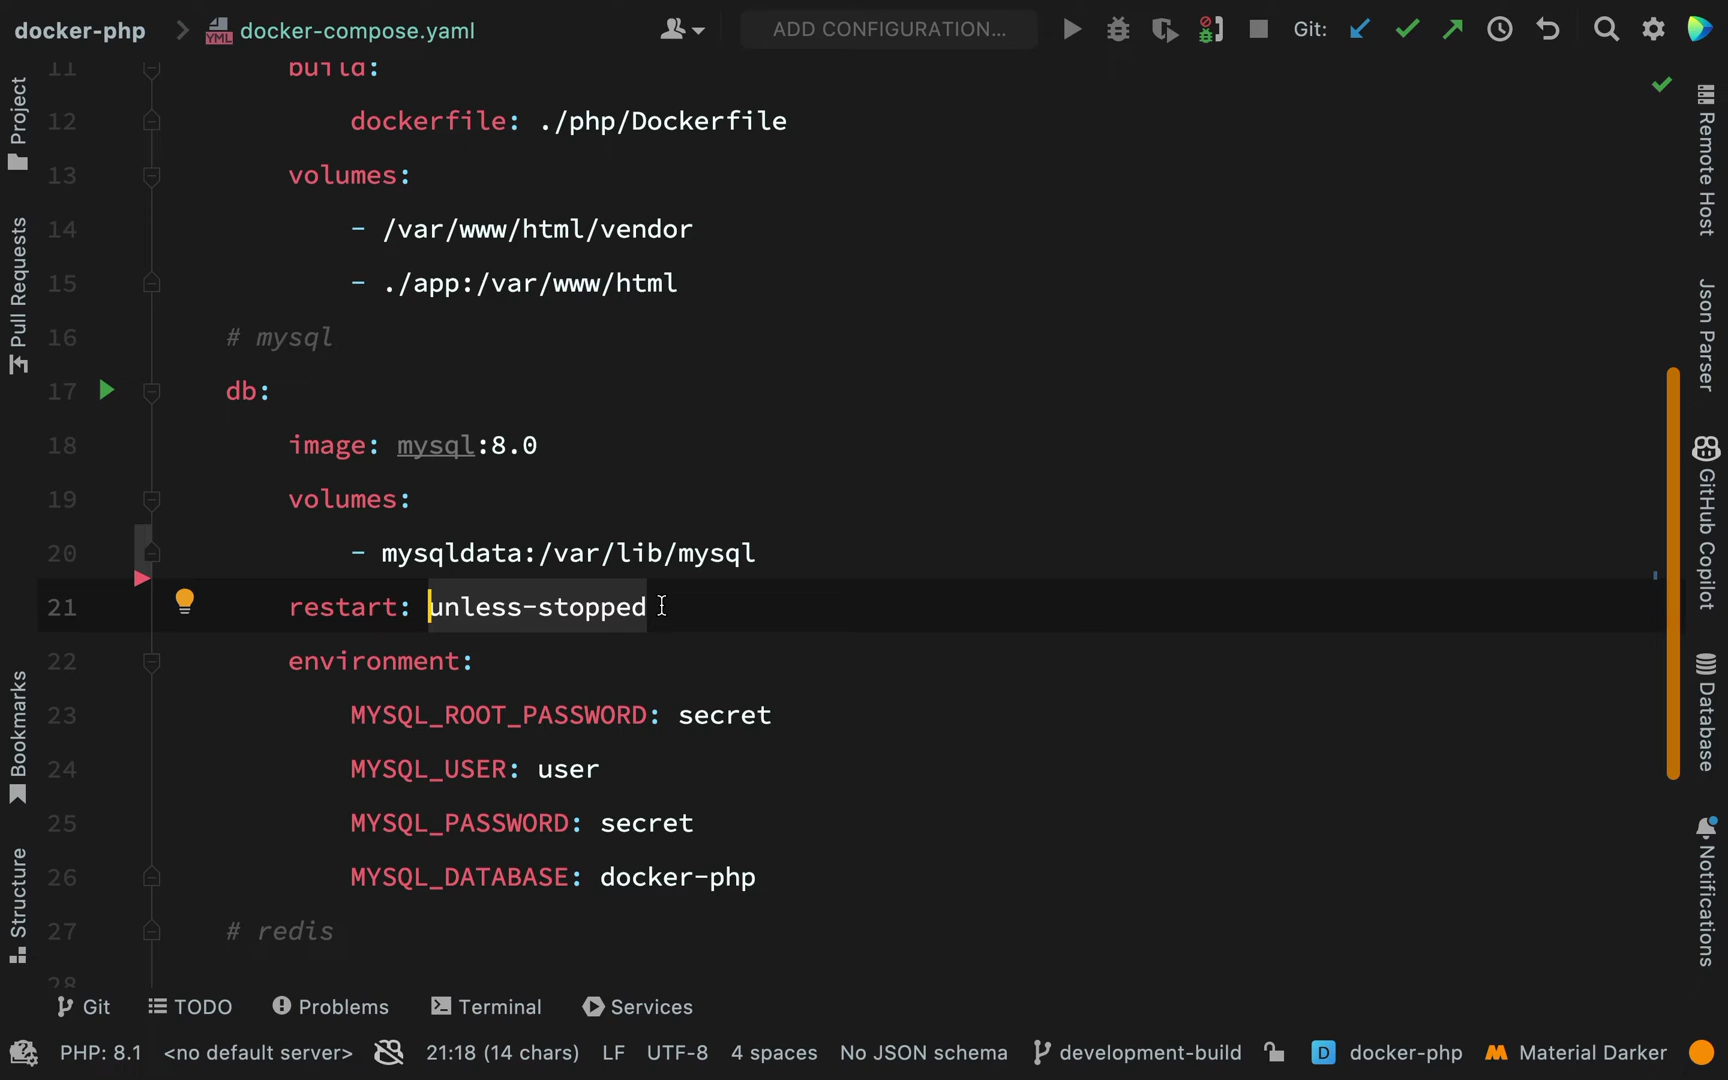 docker-php docker-compose.yaml ADD CONFIGURATION... Git:
11 build:
12 dockerfile: ./php/Dockerfile
13 volumes:
14 - /var/www/html/vendor
15 - ./app:/var/www/html
16 # mysql
17 db:
18 image: mysql:8.0
19 volumes:
20 - mysqldata:/var/lib/mysql
21 restart: unless-stopped
22 environment:
23 MYSQL_ROOT_PASSWORD: secret
24 MYSQL_USER: user
25 MYSQL_PASSWORD: secret
26 MYSQL_DATABASE: docker-php
27 # redis
28
Project
Pull Requests
Bookmarks
Structure
Remote Host
Json Parser
GitHub Copilot
Database
Notifications
Git TODO Problems Terminal Services
PHP: 8.1 <no default server> 21:18 (14 chars) LF UTF-8 4 spaces No JSON schema development-build D docker-php Material Darker